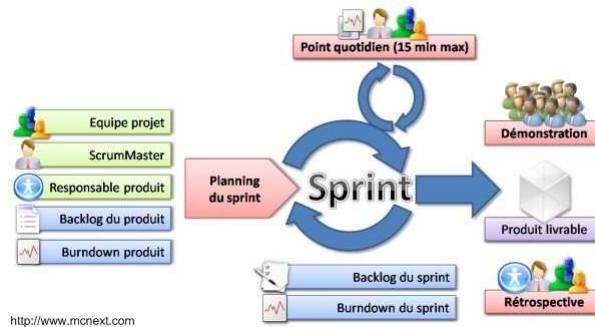 Point quotidien (15 min max)
Equipe projet
ScrumMaster
Responsable produit
Backlog du produit
Burndown produit
Planning
du sprint
Sprint
Démonstration
Produit livrable
Rétrospective
Backlog du sprint
Burndown du sprint
http://www.mcnext.com